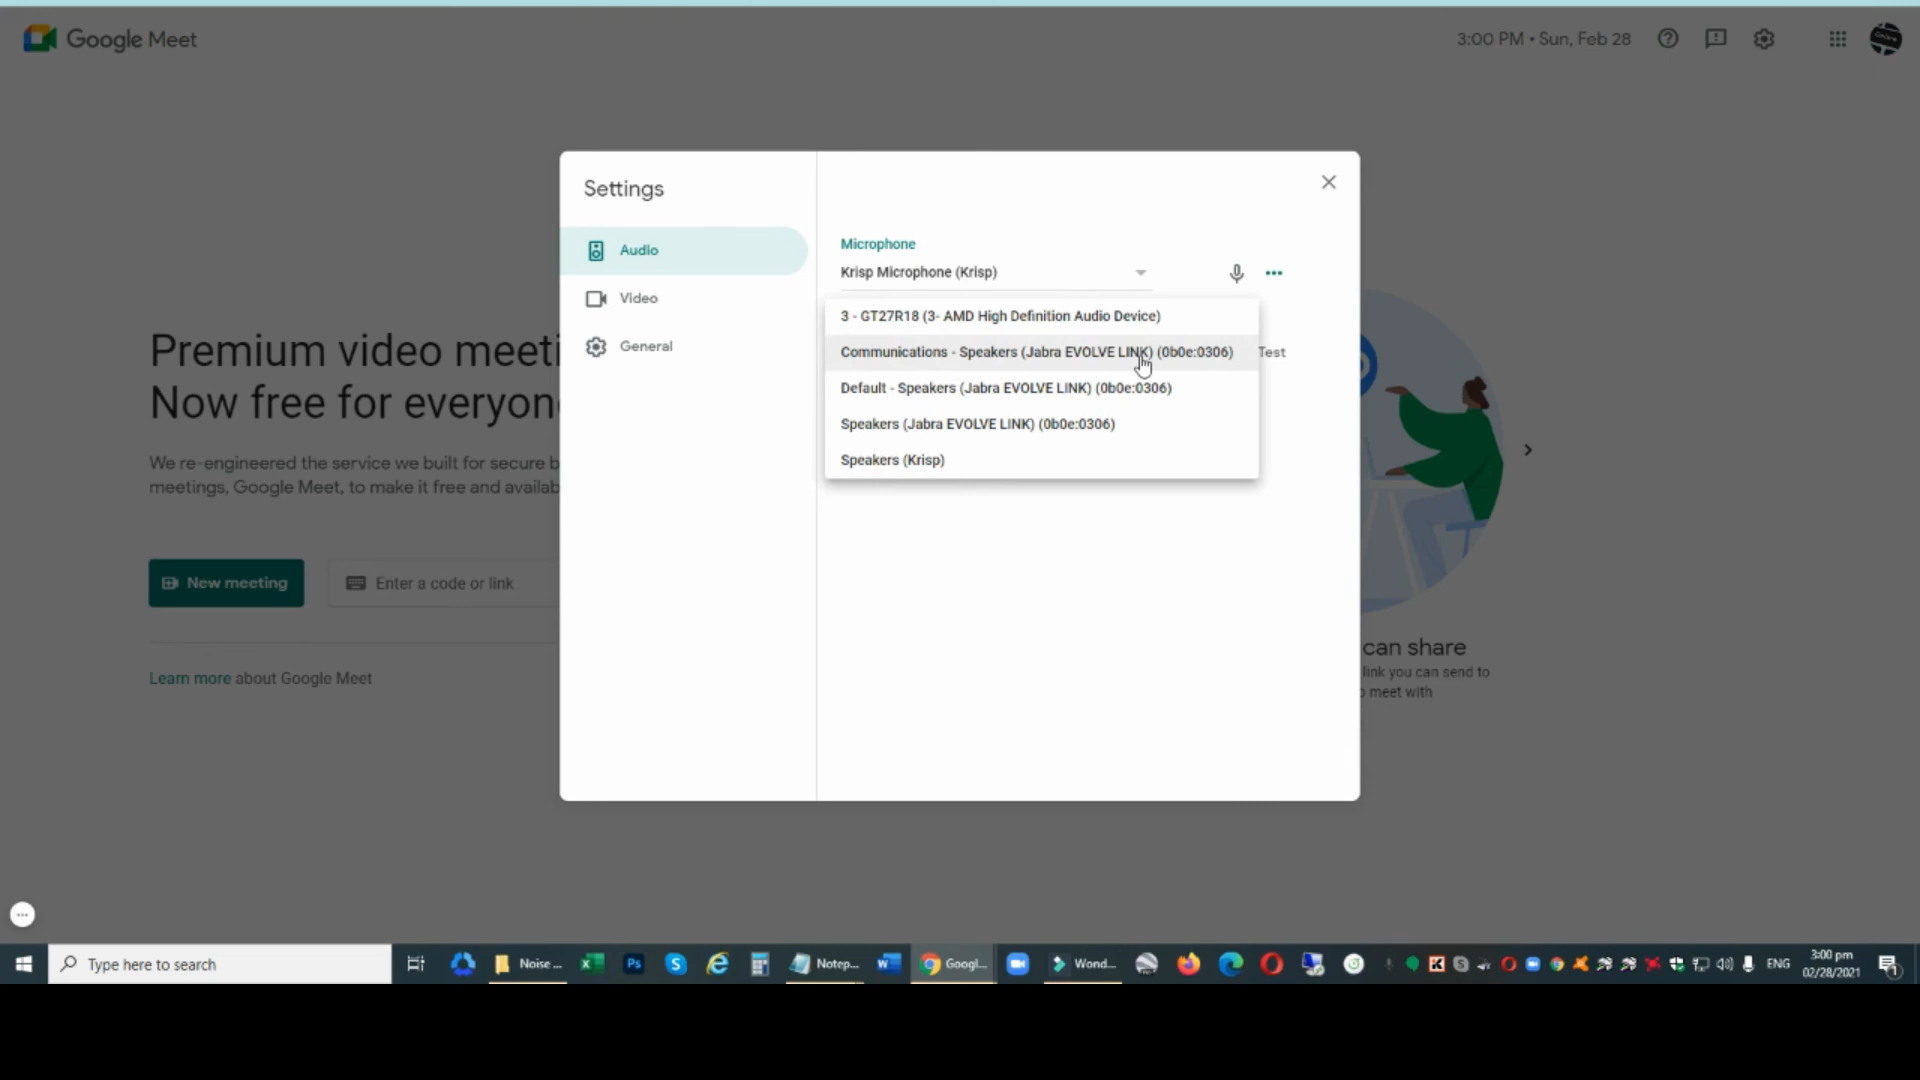 Google Meet
3:00 PM • Sun, Feb 28
Settings
Audio
Video
General
Microphone
Krisp Microphone (Krisp)
3 - GT27R18 (3- AMD High Definition Audio Device)
Communications - Speakers (Jabra EVOLVE LINK) (0b0e:0306)
Test
Default - Speakers (Jabra EVOLVE LINK) (0b0e:0306)
Speakers (Jabra EVOLVE LINK) (0b0e:0306)
Speakers (Krisp)
Premium video meeti
Now free for everyon
We re-engineered the service we built for secure b
meetings, Google Meet, to make it free and availab
New meeting
Enter a code or link
Learn more about Google Meet
can share
link you can send to
o meet with
Type here to search
Noise ...
Ps
Notep...
Googl...
Wond...
ENG
3:00 pm
02/28/2021
1